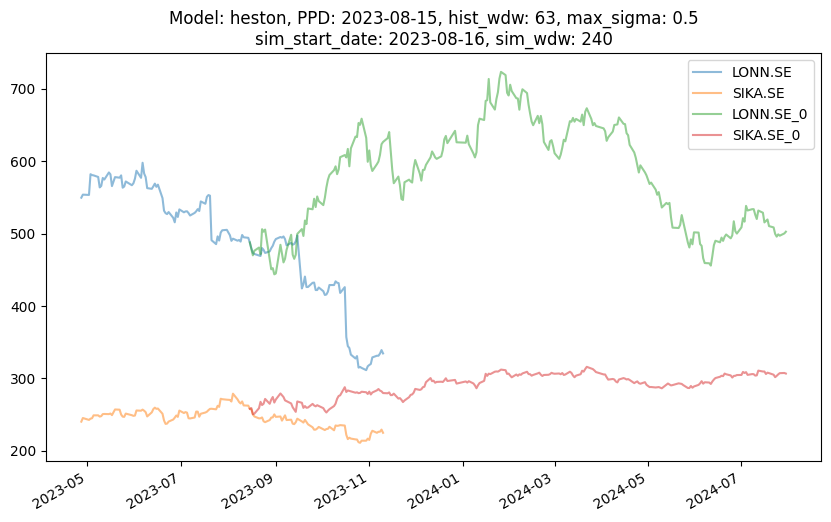 Model: heston, PPD: 2023-08-15, hist_wdw: 63, max_sigma: 0.5
sim_start_date: 2023-08-16, sim_wdw: 240
LONN.SE
SIKA.SE
LONN.SE_0
SIKA.SE_0
700
600
500
400
300
200
2023-05
2023-07
2023-09
2023-11
2024-01
2024-03
2024-05
2024-07